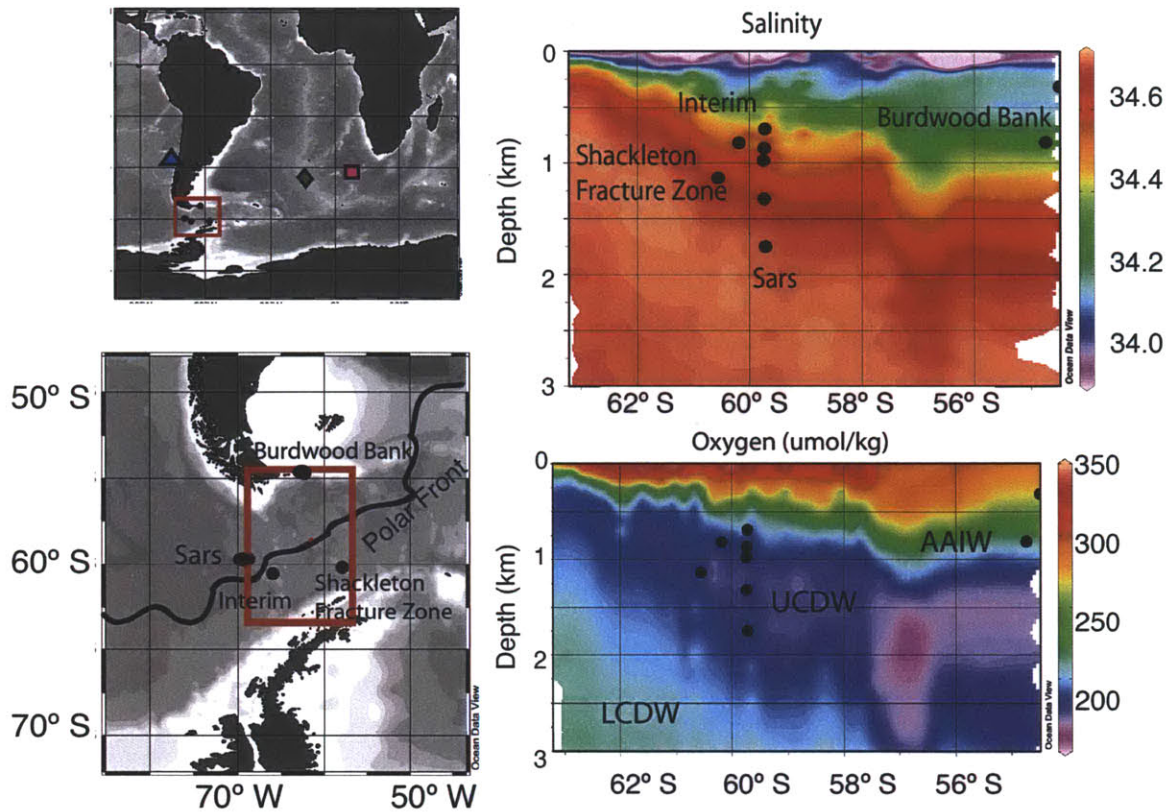 Salinity
0
1
2
3
Depth (km)
Interim
Burdwood Bank
Shackleton
Fracture Zone
Sars
34.6
34.4
34.2
34.0
Ocean Data View
62° S
60° S
58° S
56° S
50° S
60° S
70° S
Burdwood Bank
Polar Front
Sars
Interim
Shackleton
Fracture Zone
Ocean Data View
70° W
50° W
Oxygen (umol/kg)
0
1
2
3
Depth (km)
AAIW
UCDW
LCDW
350
300
250
200
Ocean Data View
62° S
60° S
58° S
56° S